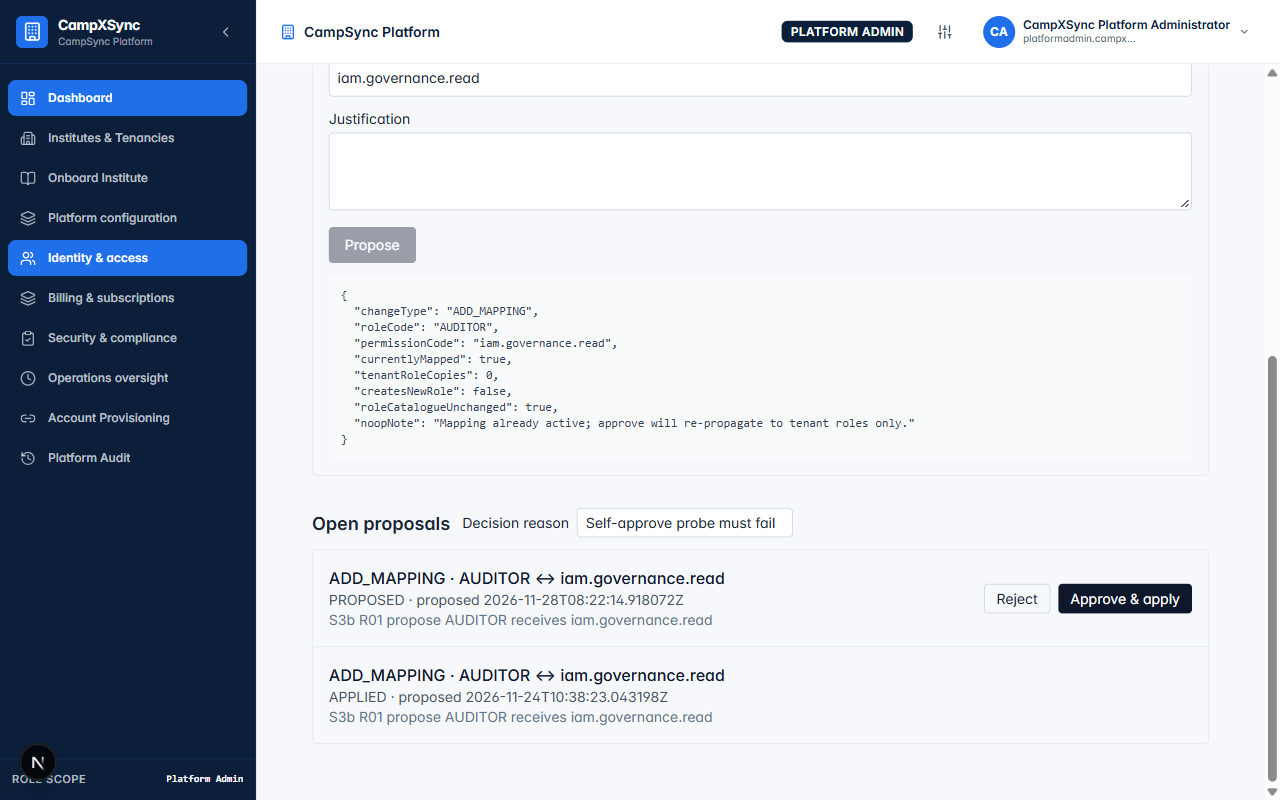 CampXSync
CampSync Platform
CampSync Platform
PLATFORM ADMIN
CA
CampXSync Platform Administrator
platformadmin.campx...
Dashboard
Institutes & Tenancies
Onboard Institute
Platform configuration
Identity & access
Billing & subscriptions
Security & compliance
Operations oversight
Account Provisioning
Platform Audit
N
ROLE SCOPE
Platform Admin
iam.governance.read
Justification
Propose
{
"changeType": "ADD_MAPPING",
"roleCode": "AUDITOR",
"permissionCode": "iam.governance.read",
"currentlyMapped": true,
"tenantRoleCopies": 0,
"createsNewRole": false,
"roleCatalogueUnchanged": true,
"noopNote": "Mapping already active; approve will re-propagate to tenant roles only."
}
Open proposals
Decision reason
Self-approve probe must fail
ADD_MAPPING · AUDITOR ↔ iam.governance.read
PROPOSED · proposed 2026-11-28T08:22:14.918072Z
S3b R01 propose AUDITOR receives iam.governance.read
Reject
Approve & apply
ADD_MAPPING · AUDITOR ↔ iam.governance.read
APPLIED · proposed 2026-11-24T10:38:23.043198Z
S3b R01 propose AUDITOR receives iam.governance.read